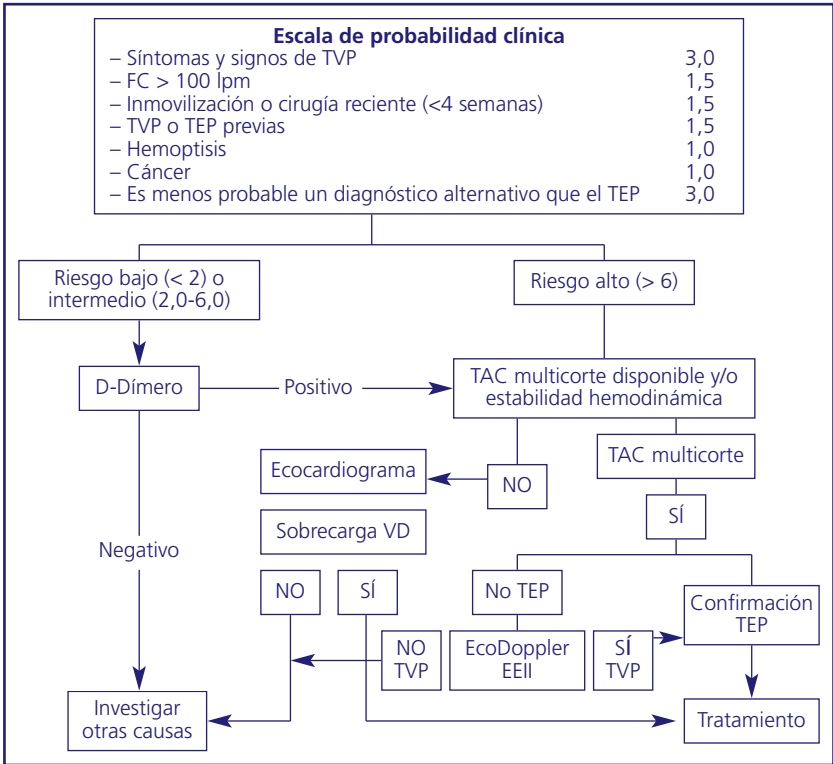 Escala de probabilidad clínica
– Síntomas y signos de TVP 3,0
– FC > 100 lpm 1,5
– Inmovilización o cirugía reciente (<4 semanas) 1,5
– TVP o TEP previas 1,5
– Hemoptisis 1,0
– Cáncer 1,0
– Es menos probable un diagnóstico alternativo que el TEP 3,0
Riesgo bajo (< 2) o
intermedio (2,0-6,0)
Riesgo alto (> 6)
D-Dímero
Positivo
TAC multicorte disponible y/o
estabilidad hemodinámica
Ecocardiograma
NO
TAC multicorte
SÍ
Sobrecarga VD
Negativo
NO
SÍ
No TEP
Confirmación
TEP
NO
TVP
EcoDoppler
EEII
SÍ
TVP
Investigar
otras causas
Tratamiento